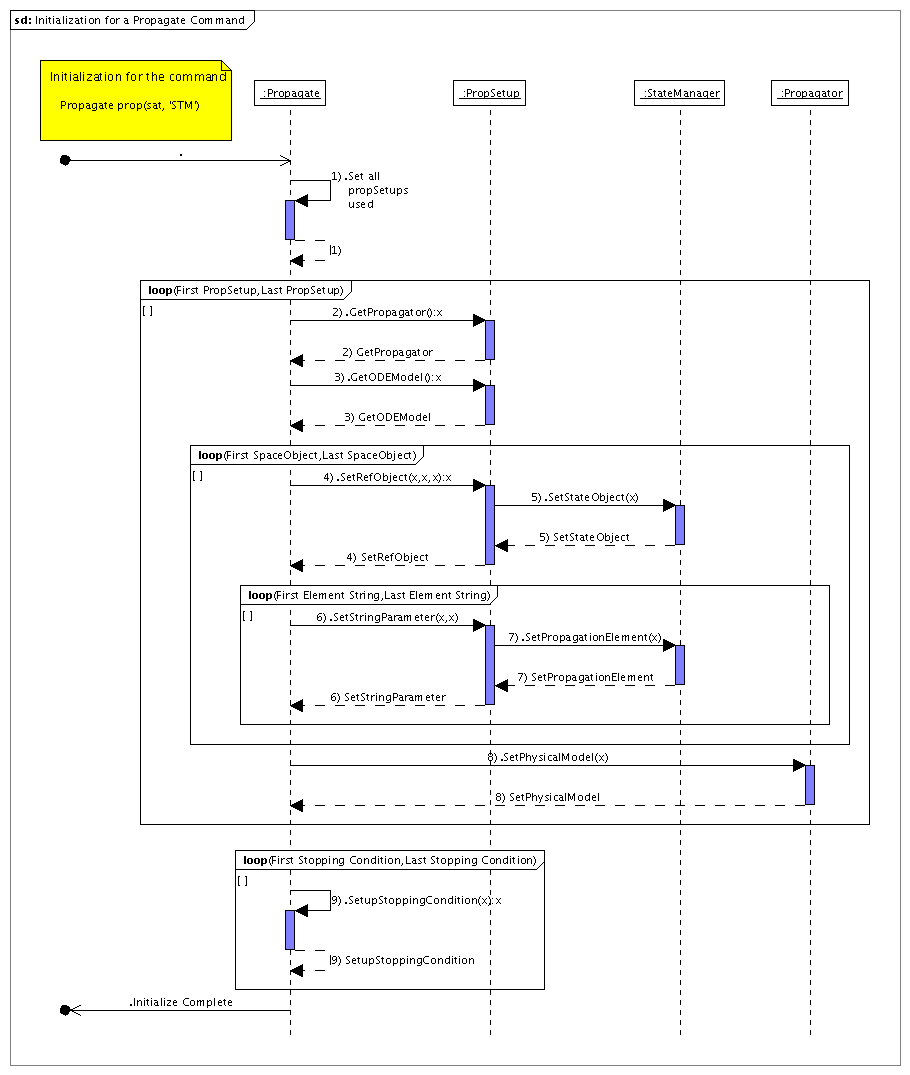 sd: Initialization for a Propagate Command
Initialization for the command
Propagate prop(sat, 'STM')
:Propagate
:PropSetup
:StateManager
:Propagator
.
1) .Set all
propSetups
used
1)
loop(First PropSetup,Last PropSetup)
[ ]
2) .GetPropagator():x
2) GetPropagator
3) .GetODEModel():x
3) GetODEModel
loop(First SpaceObject,Last SpaceObject)
[ ]
4) .SetRefObject(x,x,x):x
5) .SetStateObject(x)
5) SetStateObject
4) SetRefObject
loop(First Element String,Last Element String)
[ ]
6) .SetStringParameter(x,x)
7) .SetPropagationElement(x)
7) SetPropagationElement
6) SetStringParameter
8) .SetPhysicalModel(x)
8) SetPhysicalModel
loop(First Stopping Condition,Last Stopping Condition)
[ ]
9) .SetupStoppingCondition(x):x
9) SetupStoppingCondition
.Initialize Complete